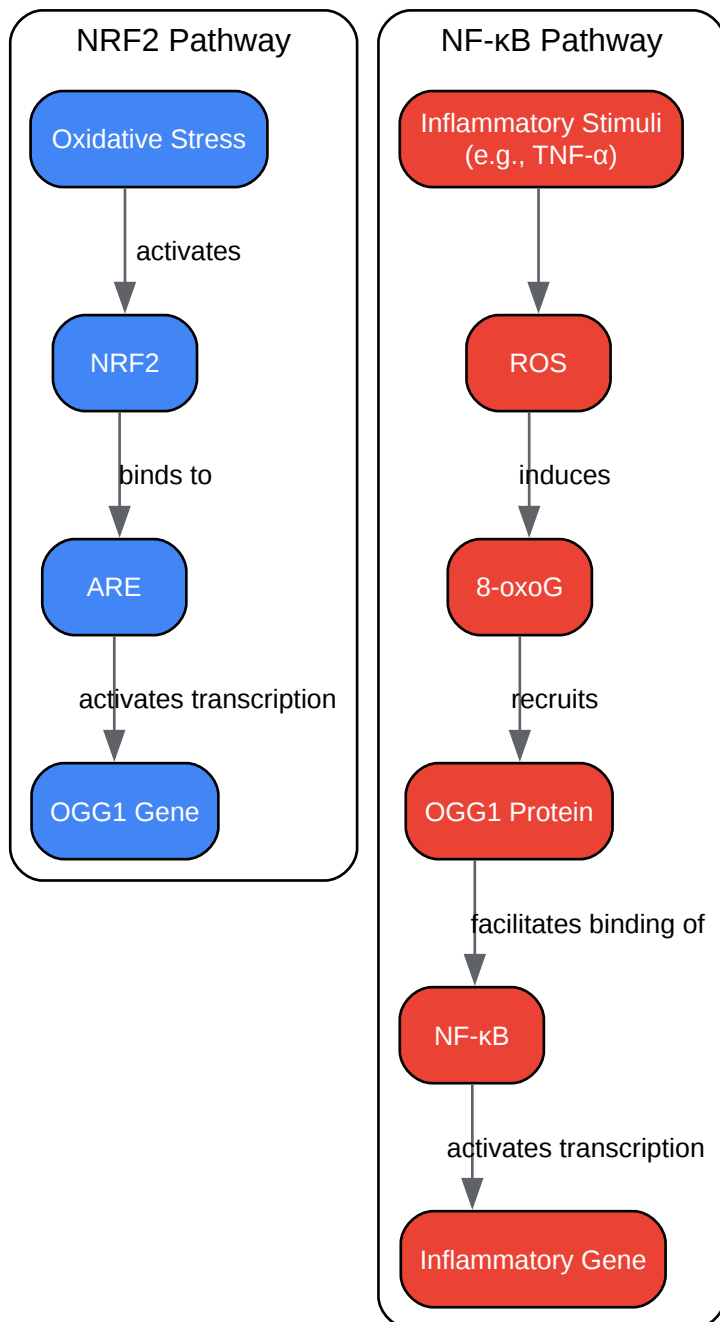 NRF2 Pathway
Oxidative Stress
activates
NRF2
binds to
ARE
activates transcription
OGG1 Gene
NF-κB Pathway
Inflammatory Stimuli
(e.g., TNF-α)
ROS
induces
8-oxoG
recruits
OGG1 Protein
facilitates binding of
NF-κB
activates transcription
Inflammatory Gene